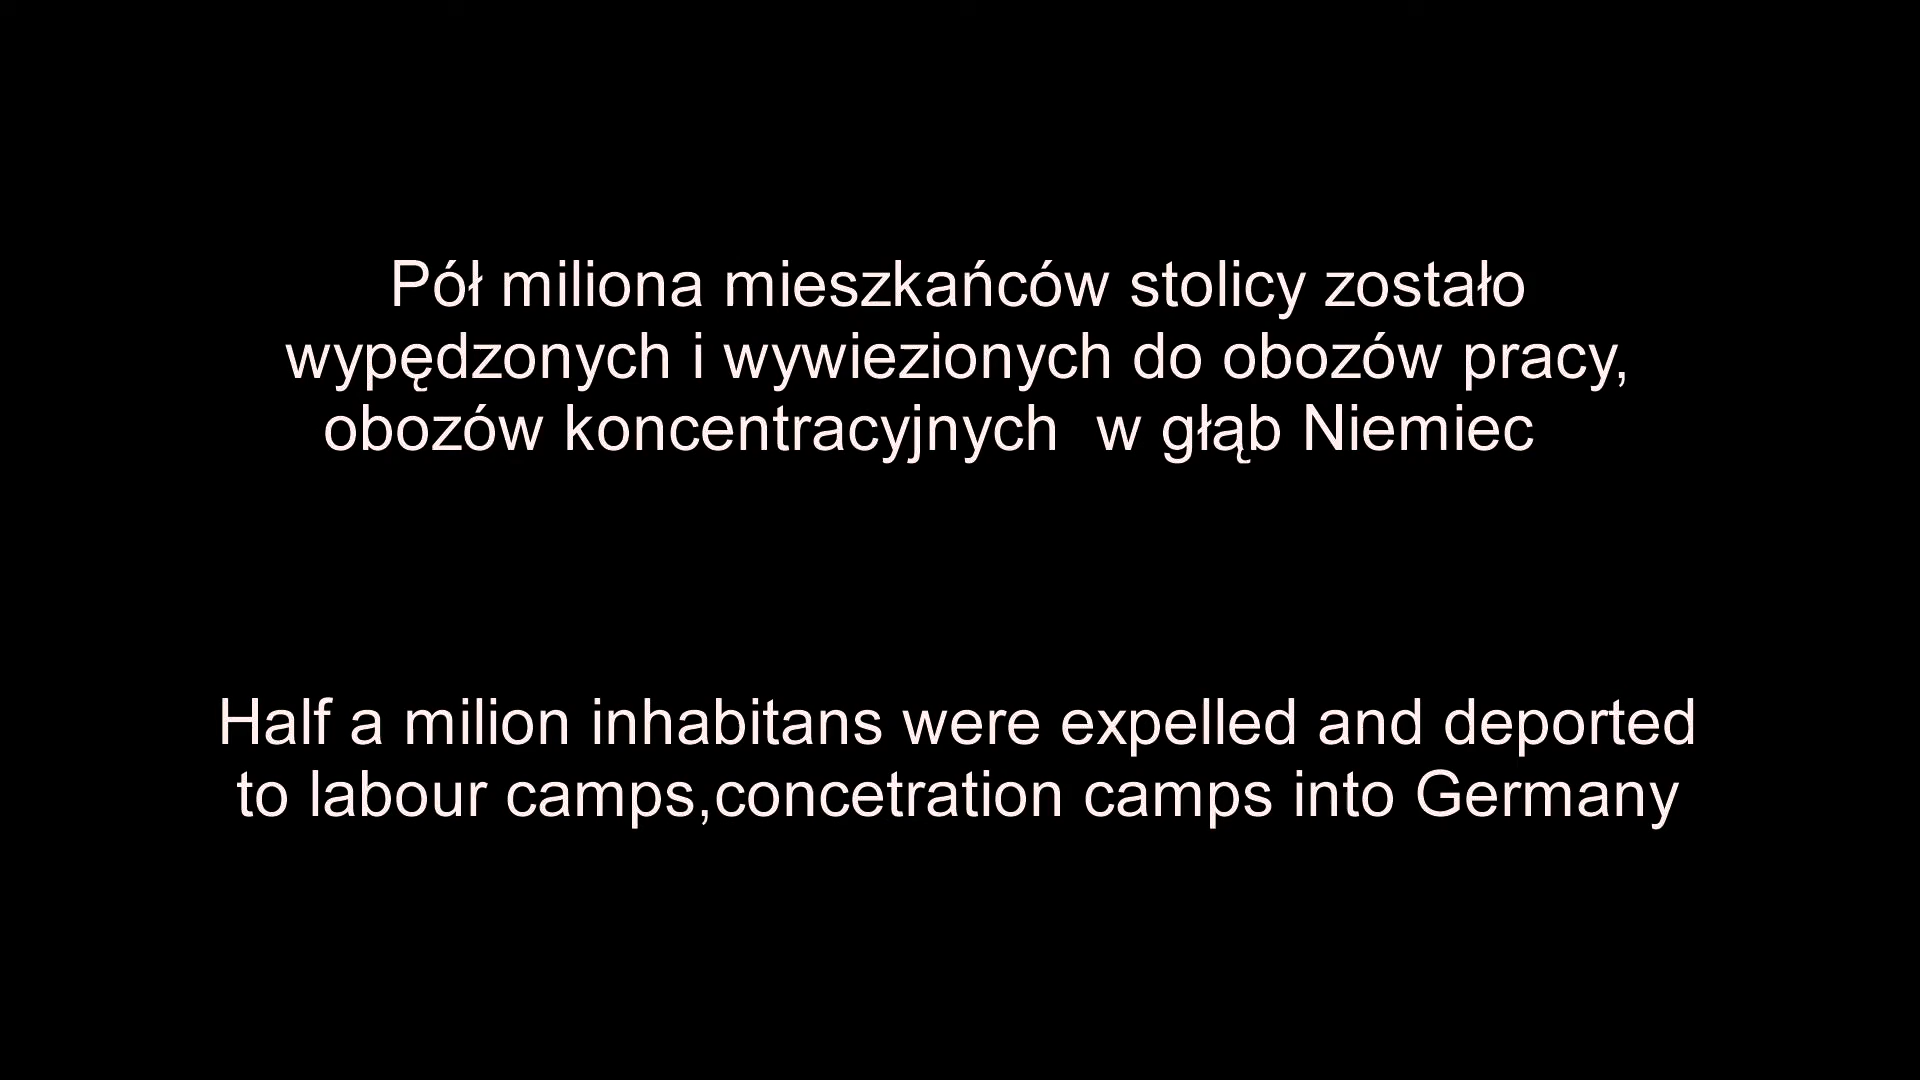 Pół miliona mieszkańców stolicy zostało
wypędzonych i wywiezionych do obozów pracy,
obozów koncentracyjnych  w głąb Niemiec
Half a milion inhabitans were expelled and deported
to labour camps,concetration camps into Germany